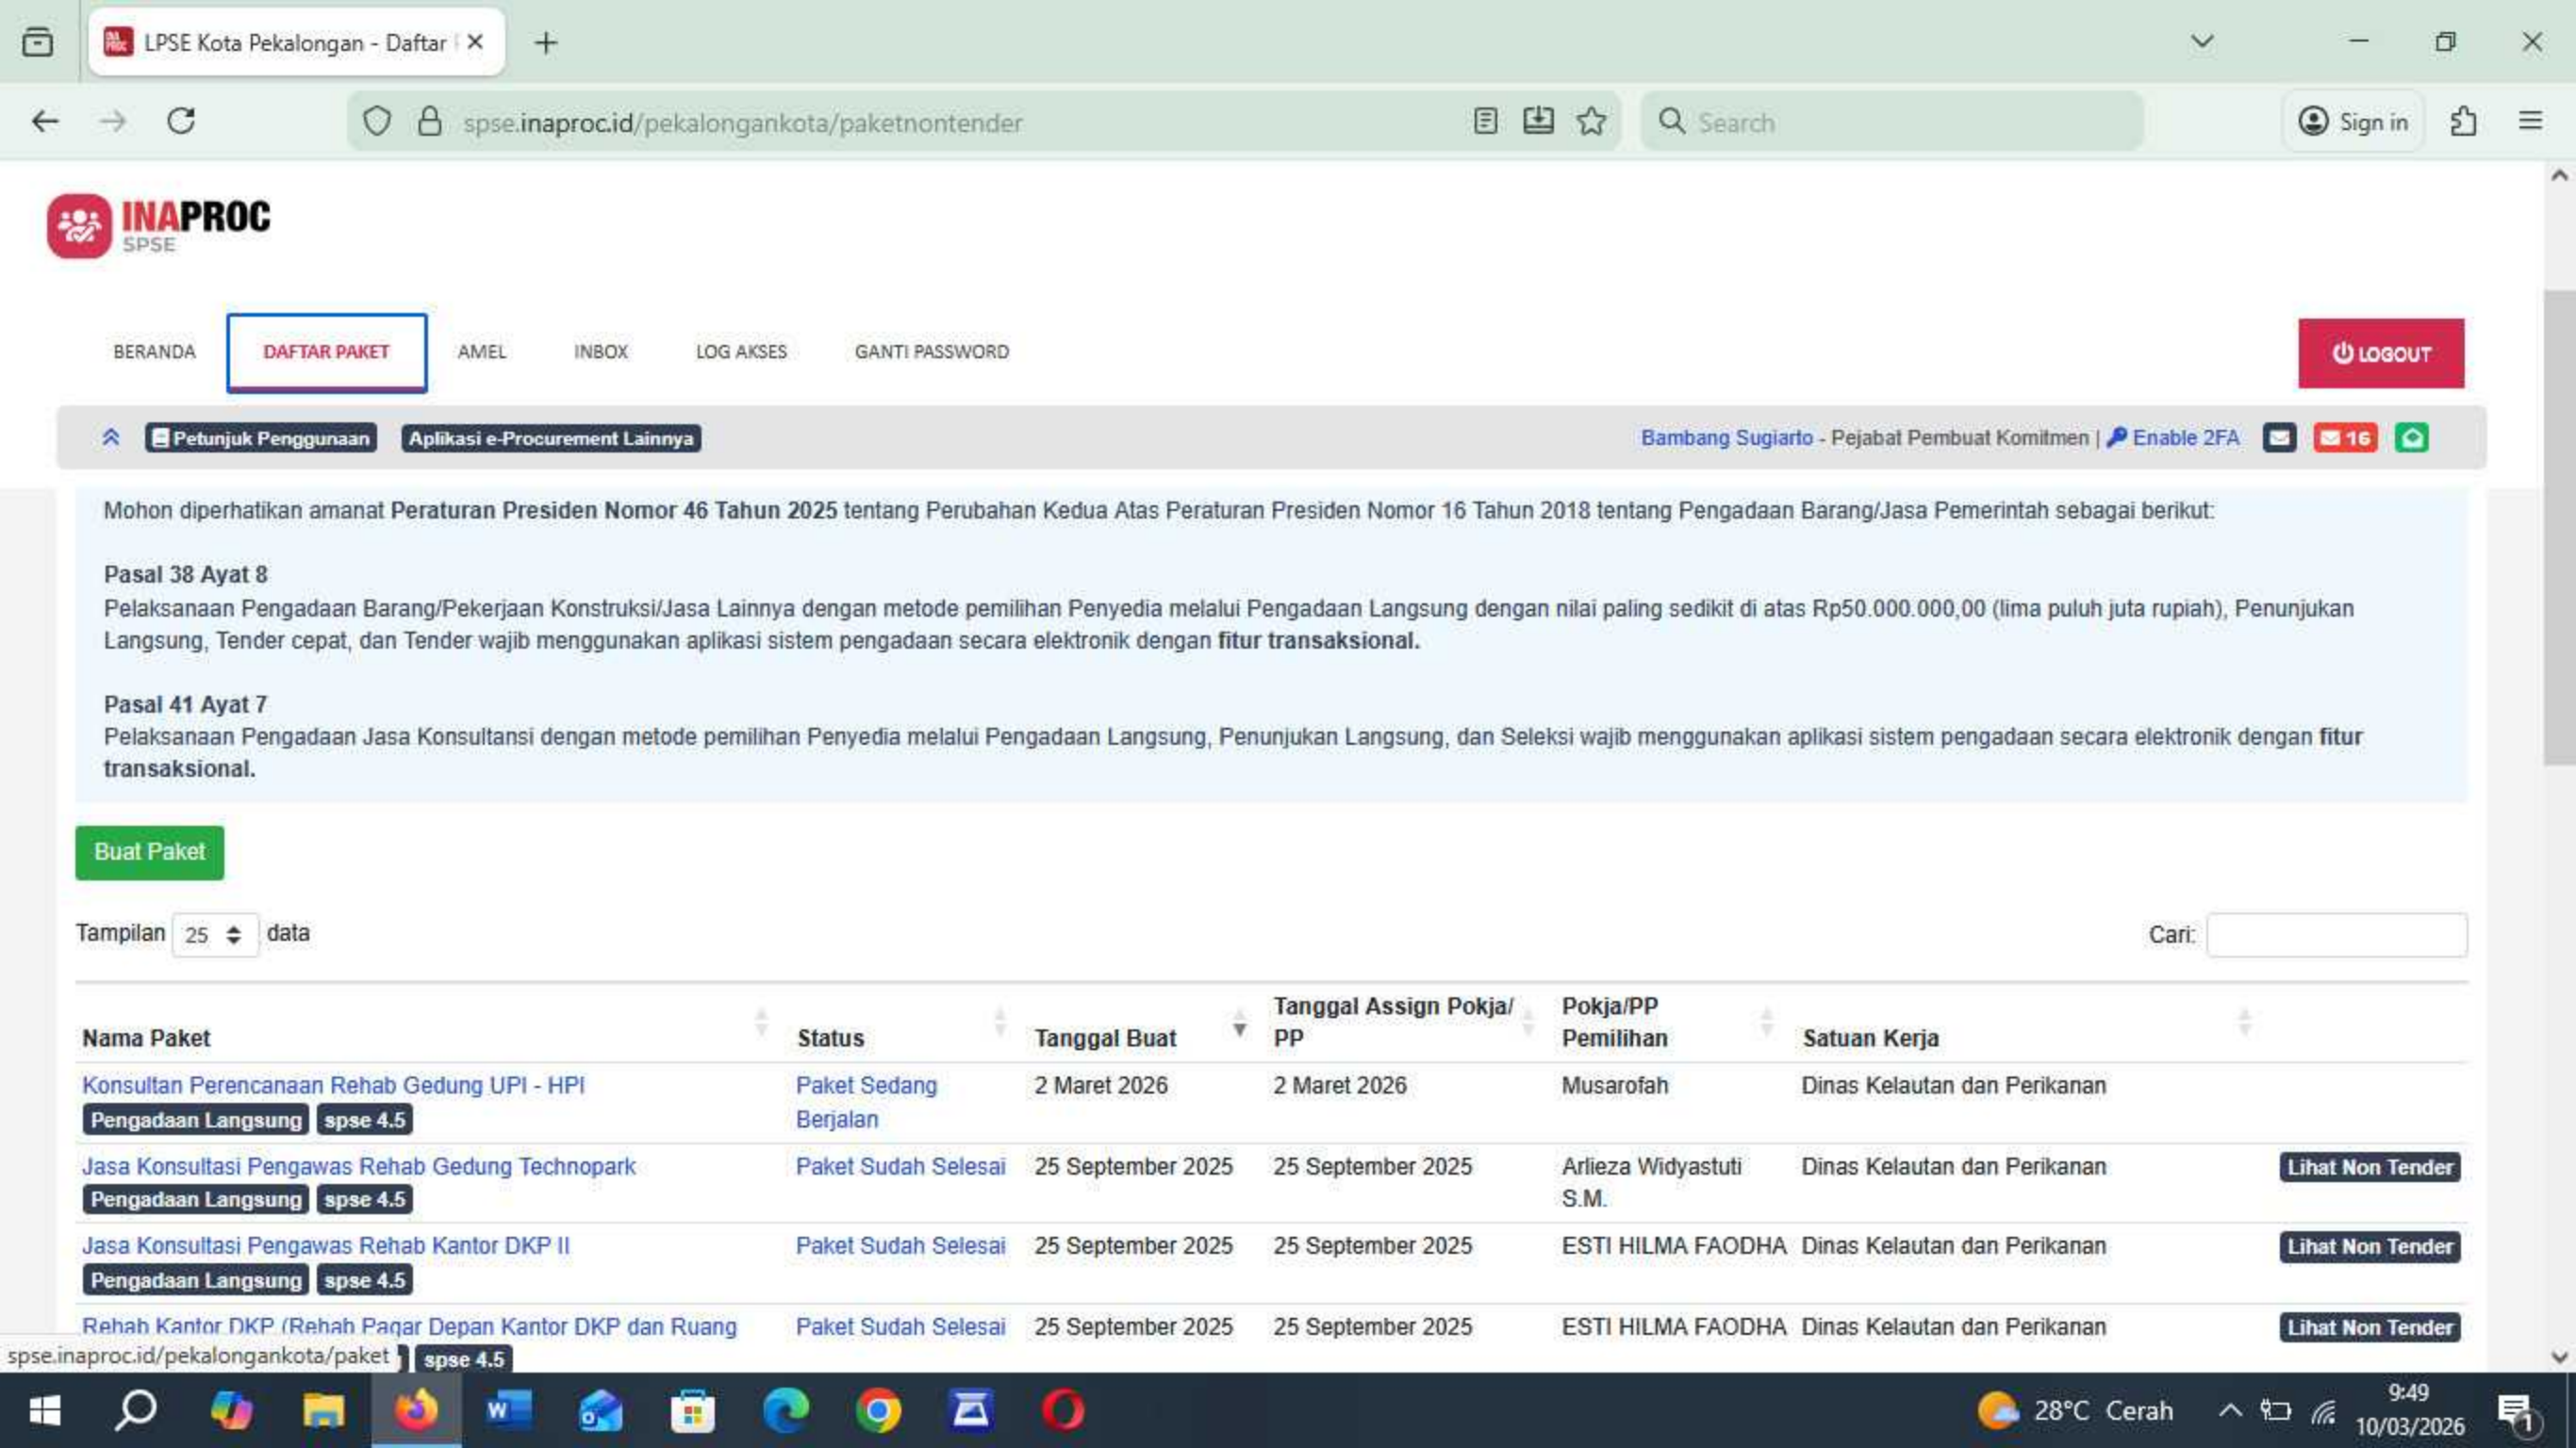 LPSE Kota Pekalongan - Daftar
spse.inaproc.id/pekalongankota/paketnontender
Search
Sign in
INAPROC
SPSE
BERANDA
DAFTAR PAKET
AMEL
INBOX
LOG AKSES
GANTI PASSWORD
LOGOUT
Petunjuk Penggunaan
Aplikasi e-Procurement Lainnya
Bambang Sugiarto - Pejabat Pembuat Komitmen | Enable 2FA
16
Mohon diperhatikan amanat Peraturan Presiden Nomor 46 Tahun 2025 tentang Perubahan Kedua Atas Peraturan Presiden Nomor 16 Tahun 2018 tentang Pengadaan Barang/Jasa Pemerintah sebagai berikut:
Pasal 38 Ayat 8
Pelaksanaan Pengadaan Barang/Pekerjaan Konstruksi/Jasa Lainnya dengan metode pemilihan Penyedia melalui Pengadaan Langsung dengan nilai paling sedikit di atas Rp50.000.000,00 (lima puluh juta rupiah), Penunjukan
Langsung, Tender cepat, dan Tender wajib menggunakan aplikasi sistem pengadaan secara elektronik dengan fitur transaksional.
Pasal 41 Ayat 7
Pelaksanaan Pengadaan Jasa Konsultansi dengan metode pemilihan Penyedia melalui Pengadaan Langsung, Penunjukan Langsung, dan Seleksi wajib menggunakan aplikasi sistem pengadaan secara elektronik dengan fitur
transaksional.
Buat Paket
Tampilan 25 data
Cari:
Nama Paket
Status
Tanggal Buat
Tanggal Assign Pokja/
PP
Pokja/PP
Pemilihan
Satuan Kerja
Konsultan Perencanaan Rehab Gedung UPI - HPI
Pengadaan Langsung spse 4.5
Paket Sedang
Berjalan
2 Maret 2026
2 Maret 2026
Musarofah
Dinas Kelautan dan Perikanan
Jasa Konsultasi Pengawas Rehab Gedung Technopark
Pengadaan Langsung spse 4.5
Paket Sudah Selesai
25 September 2025
25 September 2025
Arlieza Widyastuti
S.M.
Dinas Kelautan dan Perikanan
Lihat Non Tender
Jasa Konsultasi Pengawas Rehab Kantor DKP II
Pengadaan Langsung spse 4.5
Paket Sudah Selesai
25 September 2025
25 September 2025
ESTI HILMA FAODHA
Dinas Kelautan dan Perikanan
Lihat Non Tender
Rehab Kantor DKP (Rehab Pagar Depan Kantor DKP dan Ruang
spse 4.5
Paket Sudah Selesai
25 September 2025
25 September 2025
ESTI HILMA FAODHA
Dinas Kelautan dan Perikanan
Lihat Non Tender
spse.inaproc.id/pekalongankota/paket
28°C Cerah
9:49
10/03/2026
1